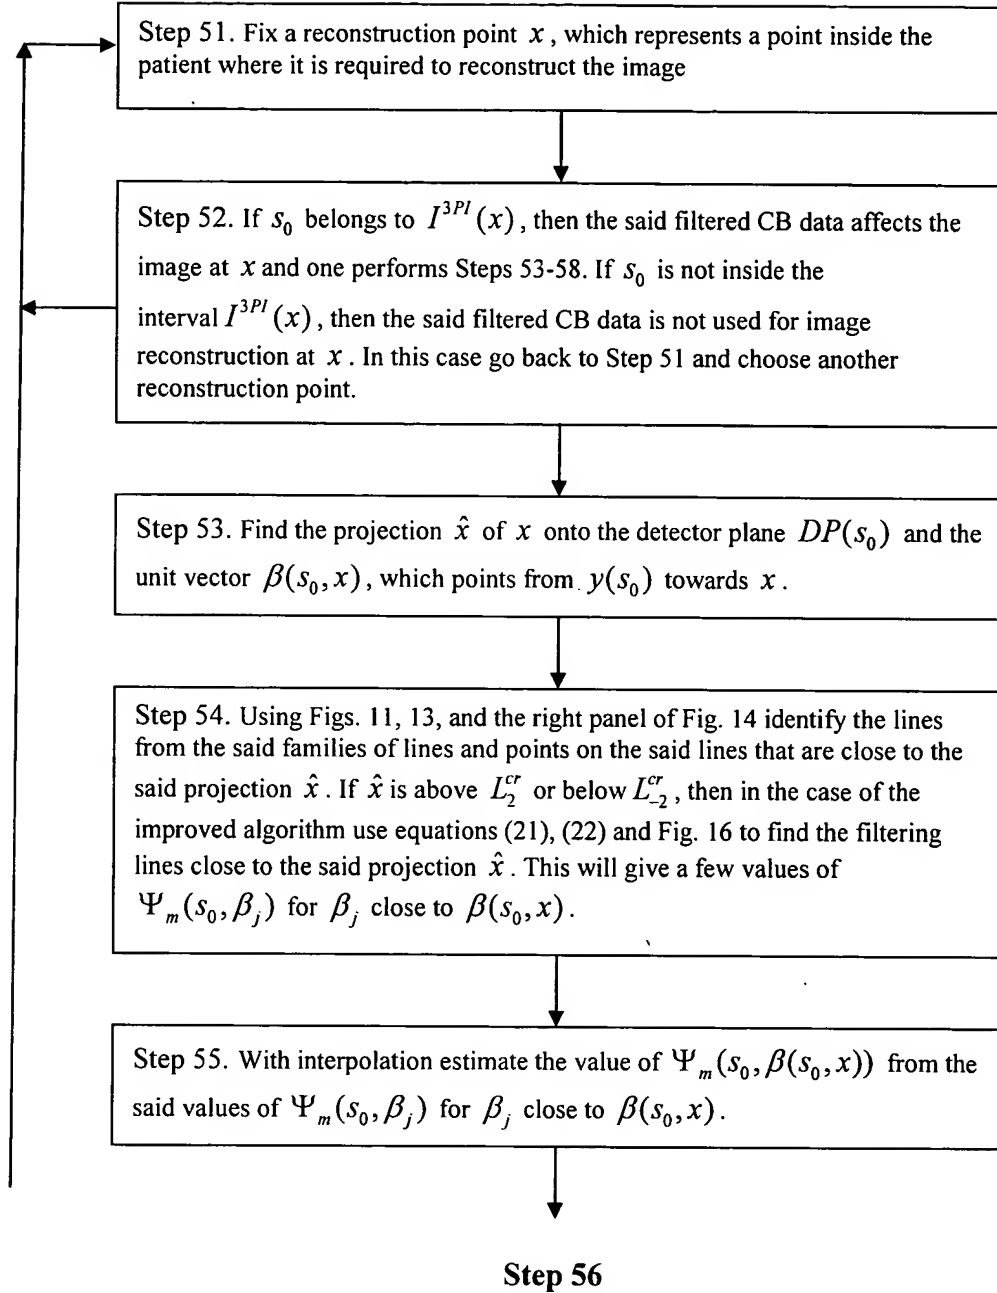 Step 51. Fix a reconstruction point x, which represents a point inside the
patient where it is required to reconstruct the image
Step 52. If s₀ belongs to I³ᴾᴵ(x), then the said filtered CB data affects the
image at x and one performs Steps 53-58. If s₀ is not inside the
interval I³ᴾᴵ(x), then the said filtered CB data is not used for image
reconstruction at x. In this case go back to Step 51 and choose another
reconstruction point.
Step 53. Find the projection x̂ of x onto the detector plane DP(s₀) and the
unit vector β(s₀, x), which points from y(s₀) towards x.
Step 54. Using Figs. 11, 13, and the right panel of Fig. 14 identify the lines
from the said families of lines and points on the said lines that are close to the
said projection x̂. If x̂ is above L₂ᶜʳ or below L₋₂ᶜʳ, then in the case of the
improved algorithm use equations (21), (22) and Fig. 16 to find the filtering
lines close to the said projection x̂. This will give a few values of
Ψₘ(s₀, βⱼ) for βⱼ close to β(s₀, x).
Step 55. With interpolation estimate the value of Ψₘ(s₀, β(s₀, x)) from the
said values of Ψₘ(s₀, βⱼ) for βⱼ close to β(s₀, x).
Step 56